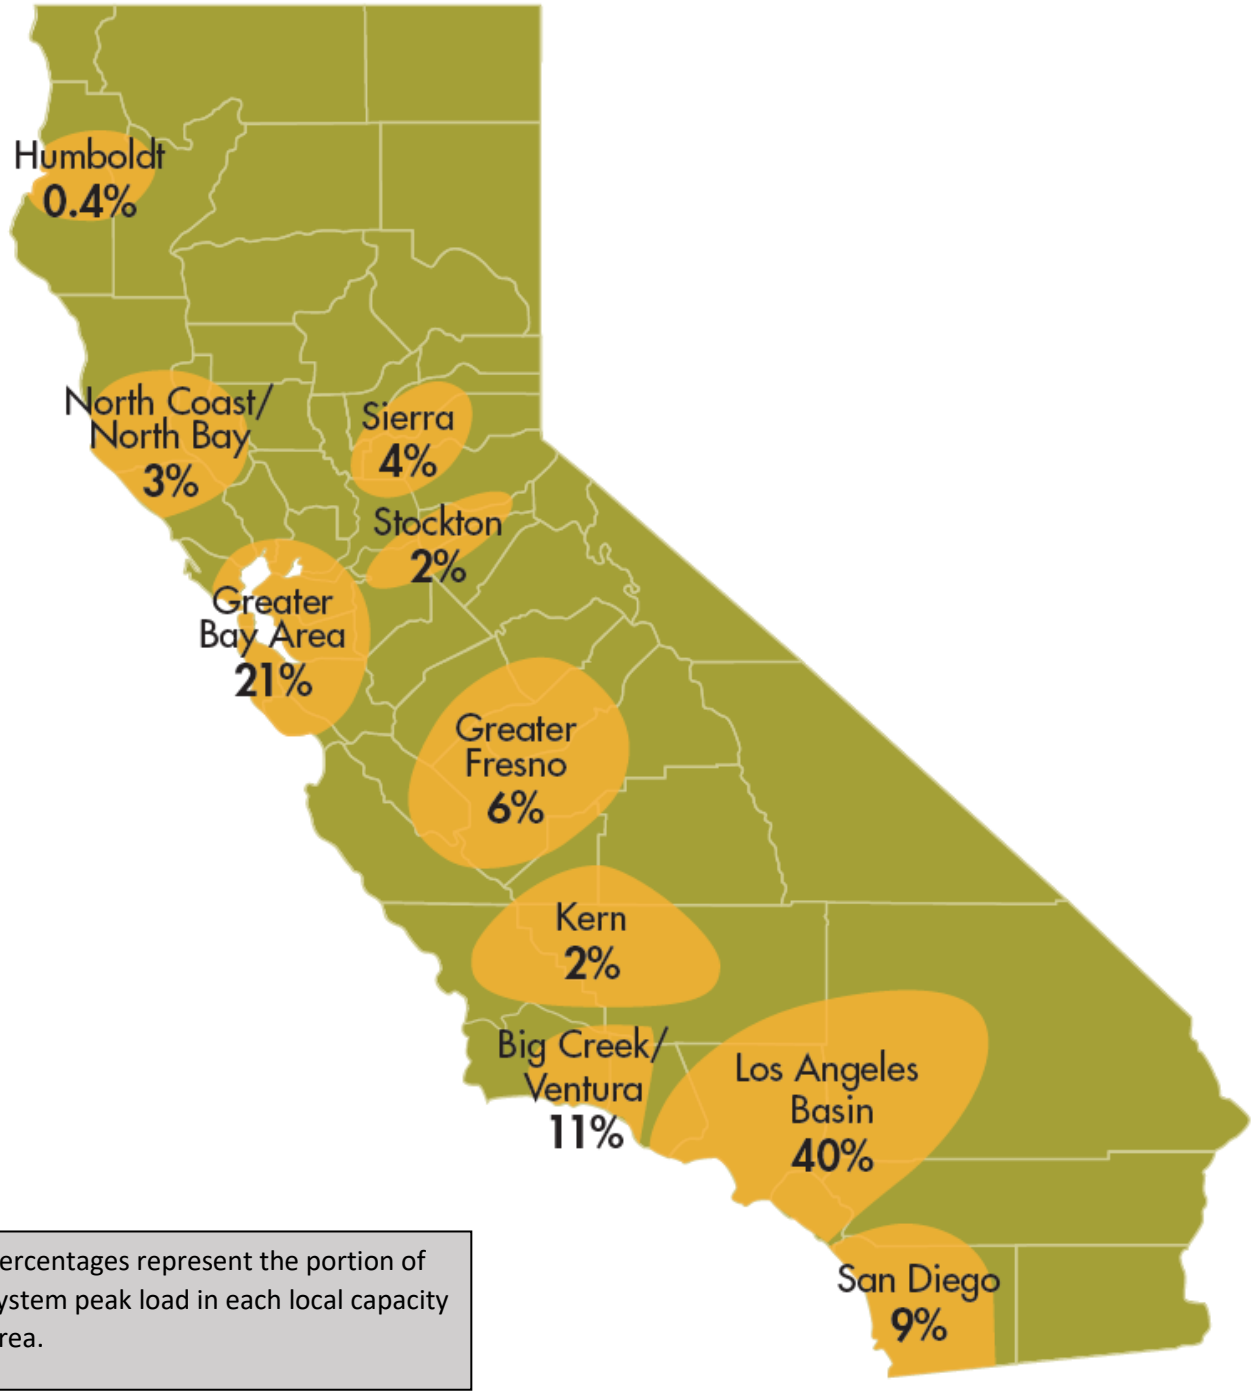 Humboldt
0.4%
North Coast/
North Bay
3%
Sierra
4%
Stockton
2%
Greater
Bay Area
21%
Greater
Fresno
6%
Kern
2%
Big Creek/
Ventura
11%
Los Angeles
Basin
40%
San Diego
9%
ercentages represent the portion of
ystem peak load in each local capacity
rea.